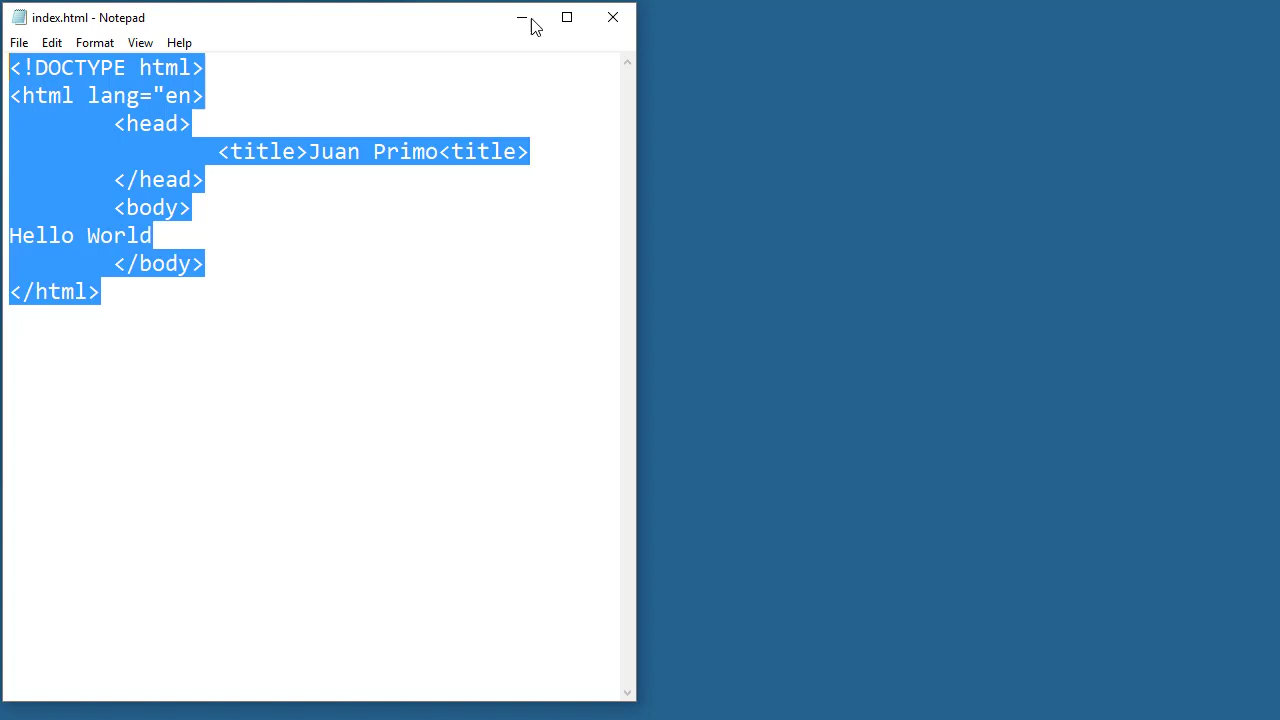 index.html - Notepad
File Edit Format View Help
<!DOCTYPE html>
<html lang="en>
<head>
<title>Juan Primo<title>
</head>
<body>
Hello World
</body>
</html>